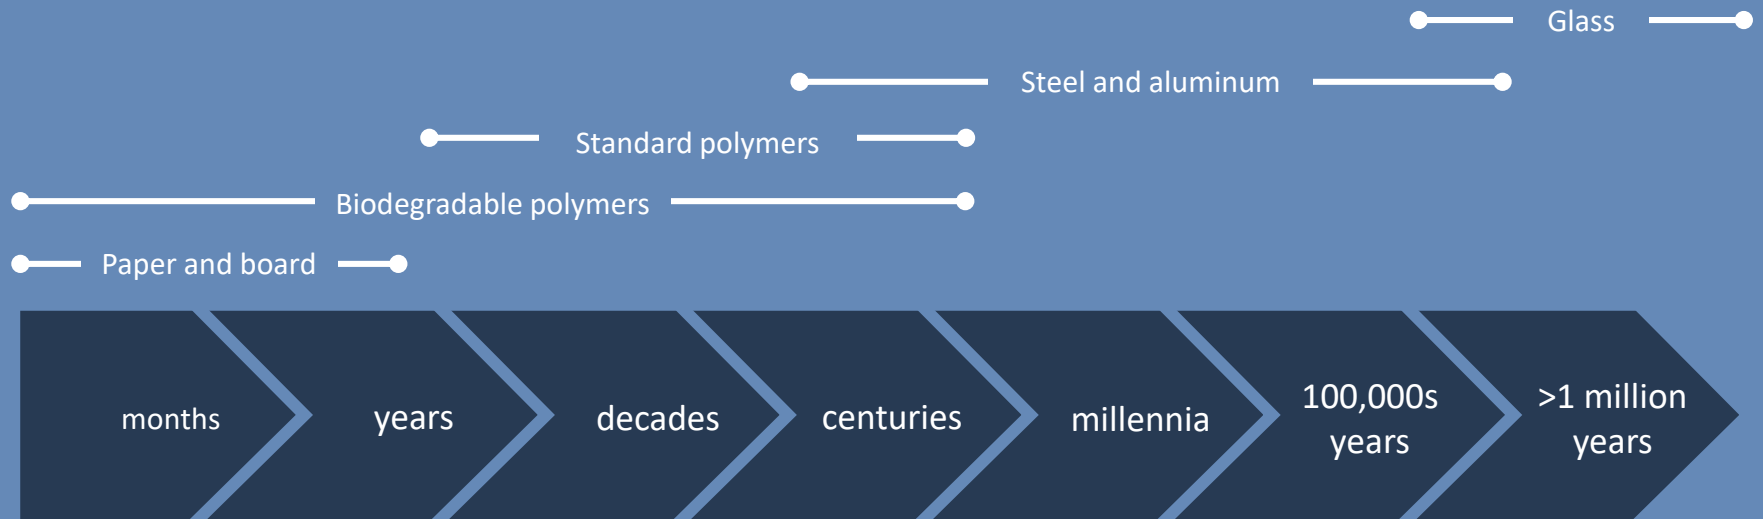 Glass
Steel and aluminum
Standard polymers
Biodegradable polymers
Paper and board
months
years
decades
centuries
millennia
100,000s
years
>1 million
years